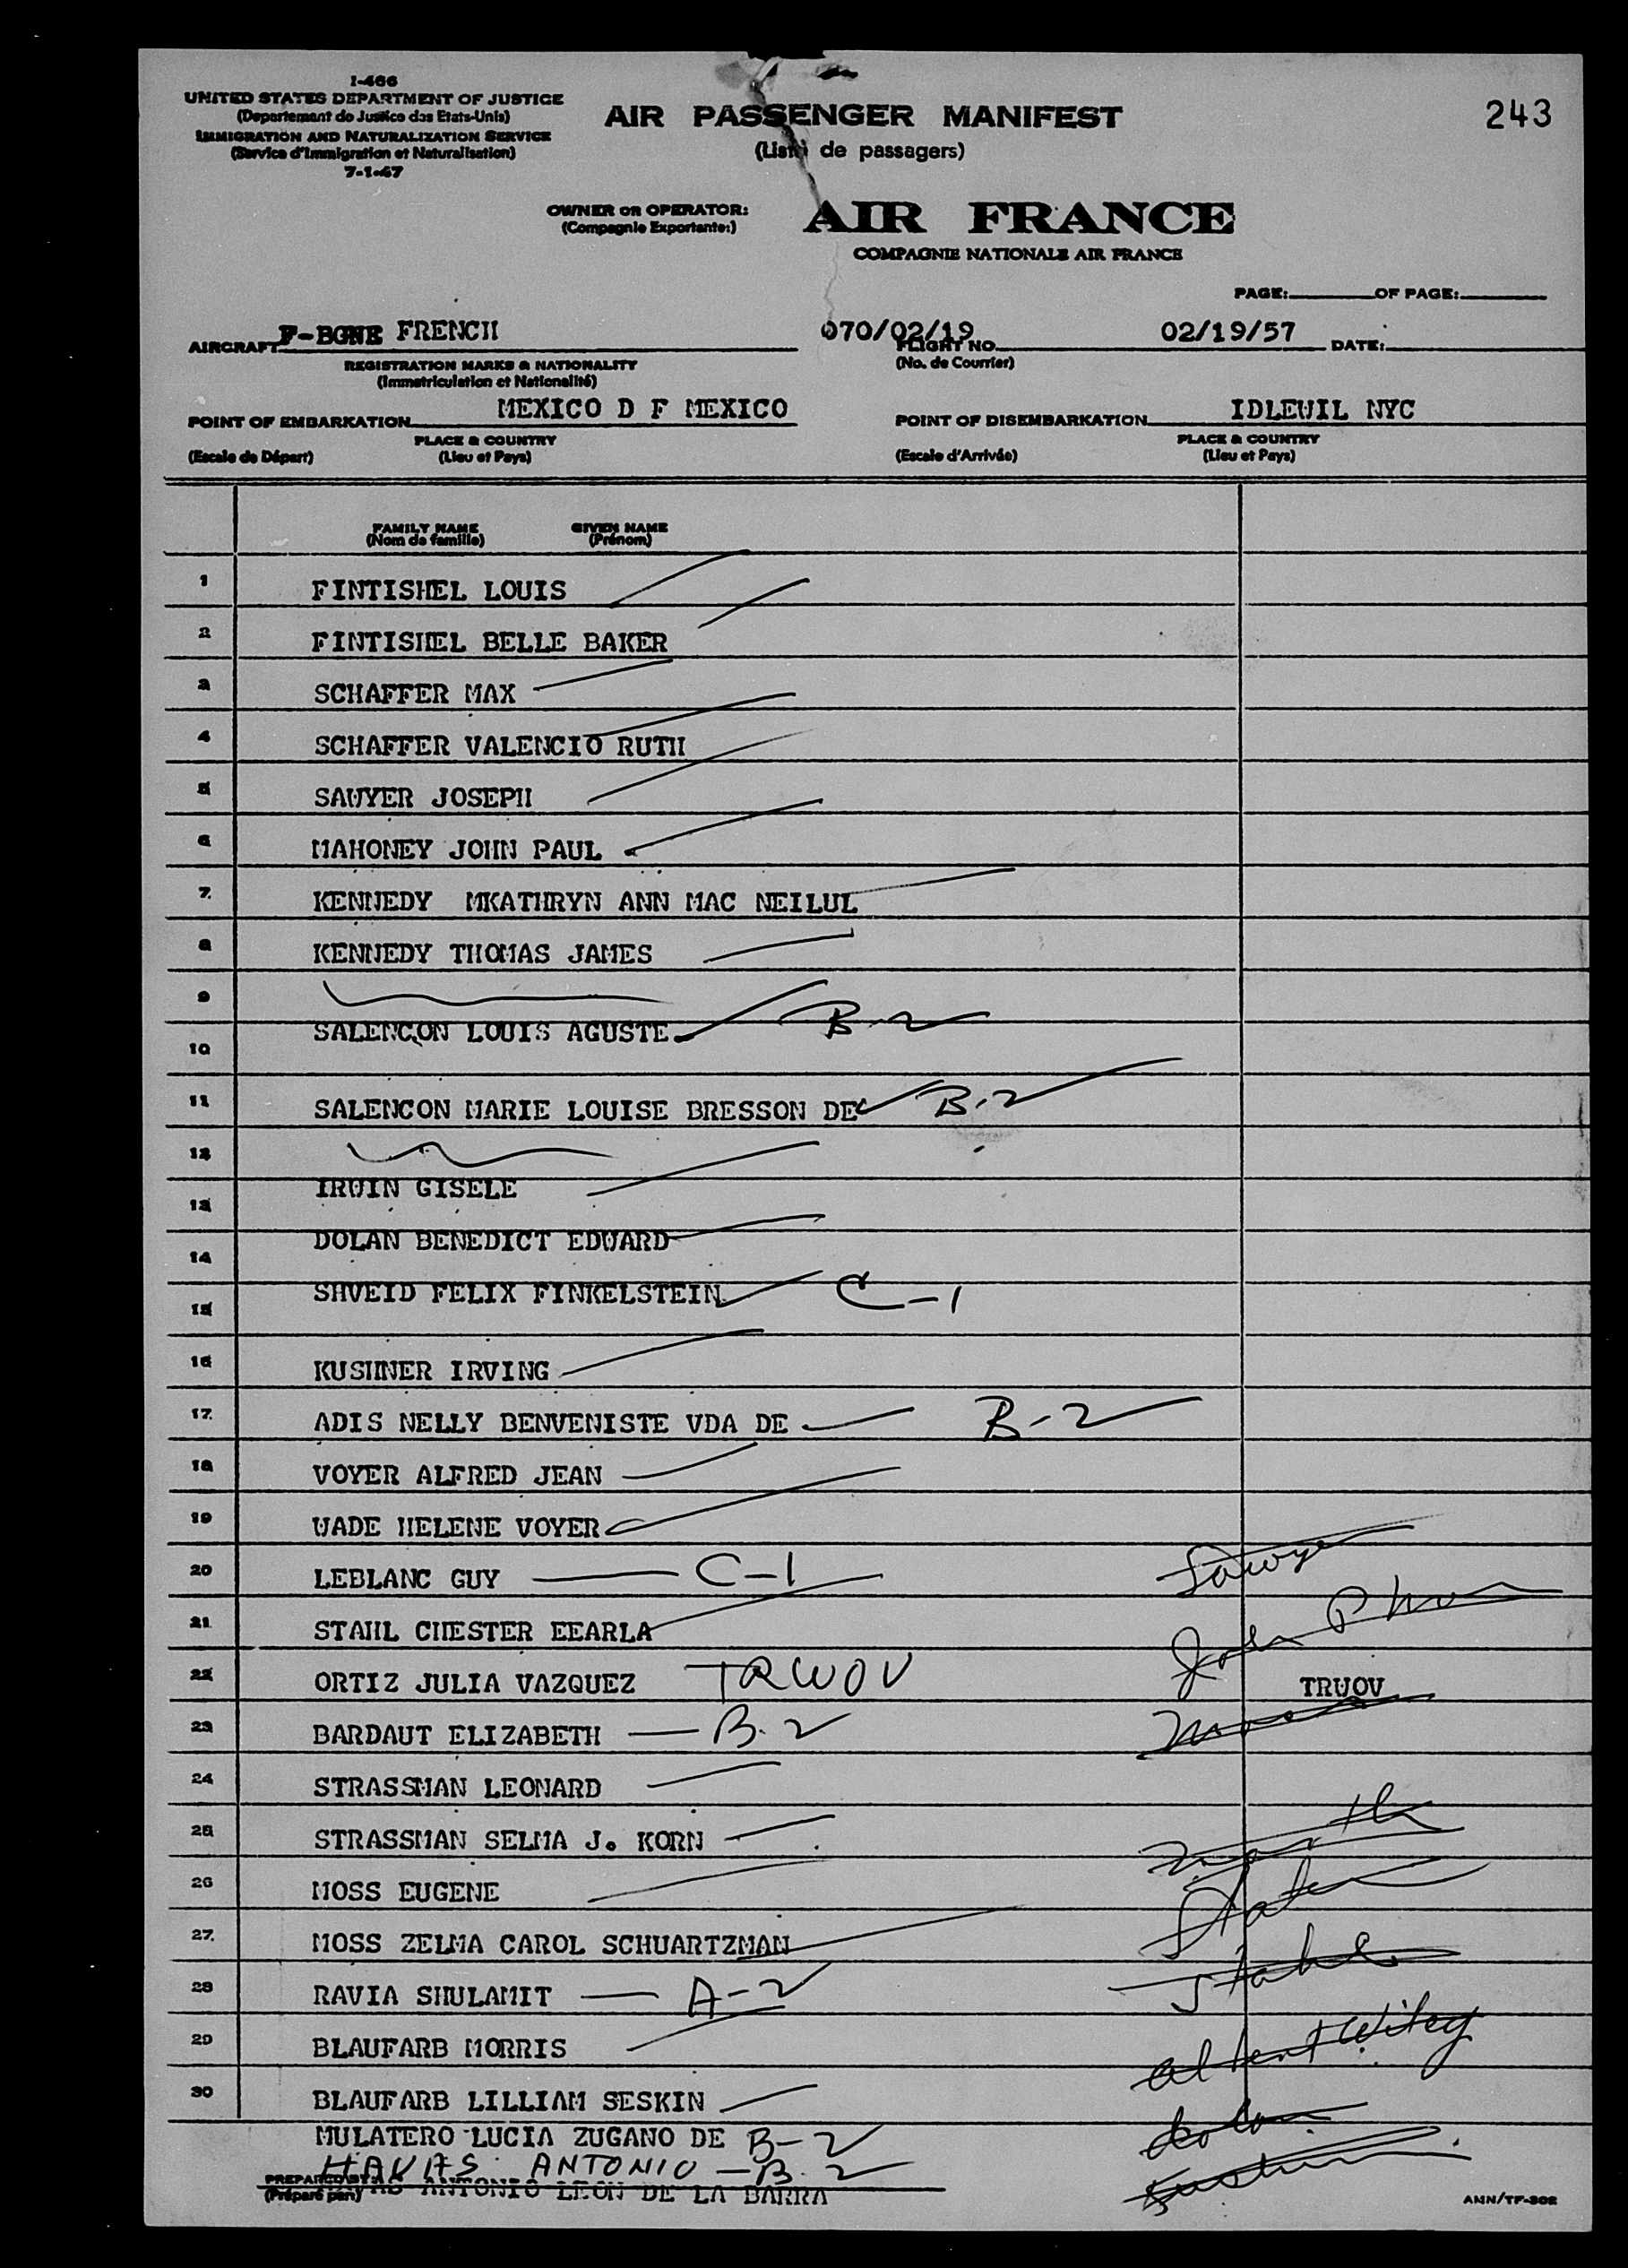 I-466
UNITED STATES DEPARTMENT OF JUSTICE
(Departement de Justice des Etats-Unis)
IMMIGRATION AND NATURALIZATION SERVICE
(Service d'Immigration et Naturalisation)
7-1-47
AIR PASSENGER MANIFEST
(Liste de passagers)
243
OWNER OR OPERATOR: AIR FRANCE
(Compagnie Exportante:)
COMPAGNIE NATIONALE AIR FRANCE
PAGE: OF PAGE:
AIRCRAFT F-BGNE FRENCH 070/02/19 FLIGHT NO. 02/19/57 DATE:
REGISTRATION MARKS & NATIONALITY (No. de Courrier)
(Immatriculation et Nationalité)
POINT OF EMBARKATION MEXICO D F MEXICO POINT OF DISEMBARKATION IDLEWIL NYC
PLACE & COUNTRY PLACE & COUNTRY
(Escale de Départ) (Lieu et Pays) (Escale d'Arrivée) (Lieu et Pays)
FAMILY NAME GIVEN NAME
(Nom de famille) (Prénom)
1 FINTISHEL LOUIS
2 FINTISHEL BELLE BAKER
3 SCHAFFER MAX
4 SCHAFFER VALENCIO RUTH
5 SAWYER JOSEPH
6 MAHONEY JOHN PAUL
7 KENNEDY MKATHRYN ANN MAC NEILUL
8 KENNEDY THOMAS JAMES
9
SALENCON LOUIS AGUSTE B-2
10
11 SALENCON MARIE LOUISE BRESSON DE B-2
12
IRWIN GISELE
13
DOLAN BENEDICT EDWARD
14
SHVEID FELIX FINKELSTEIN C-1
15
16 KUSHNER IRVING
17 ADIS NELLY BENVENISTE VDA DE B-2
18 VOYER ALFRED JEAN
19 WADE HELENE VOYER
20 LEBLANC GUY C-1 Sawyer
21 STAHL CHESTER EEARLA John P
22 ORTIZ JULIA VAZQUEZ TRWOV TRWOV
23 BARDAUT ELIZABETH B-2
24 STRASSMAN LEONARD
25 STRASSMAN SELMA J. KORN
26 MOSS EUGENE
27 MOSS ZELMA CAROL SCHWARTZMAN
28 RAVIA SHULAMIT A-2 Stahl
29 BLAUFARB MORRIS Wiley
30 BLAUFARB LILLIAM SESKIN
MULATERO LUCIA ZUGANO DE B-2
HAVAS ANTONIO B-2
PREPARED BY: ANTONIO LEON DE LA BARRA
(Préparé par)
AMN/TF-302